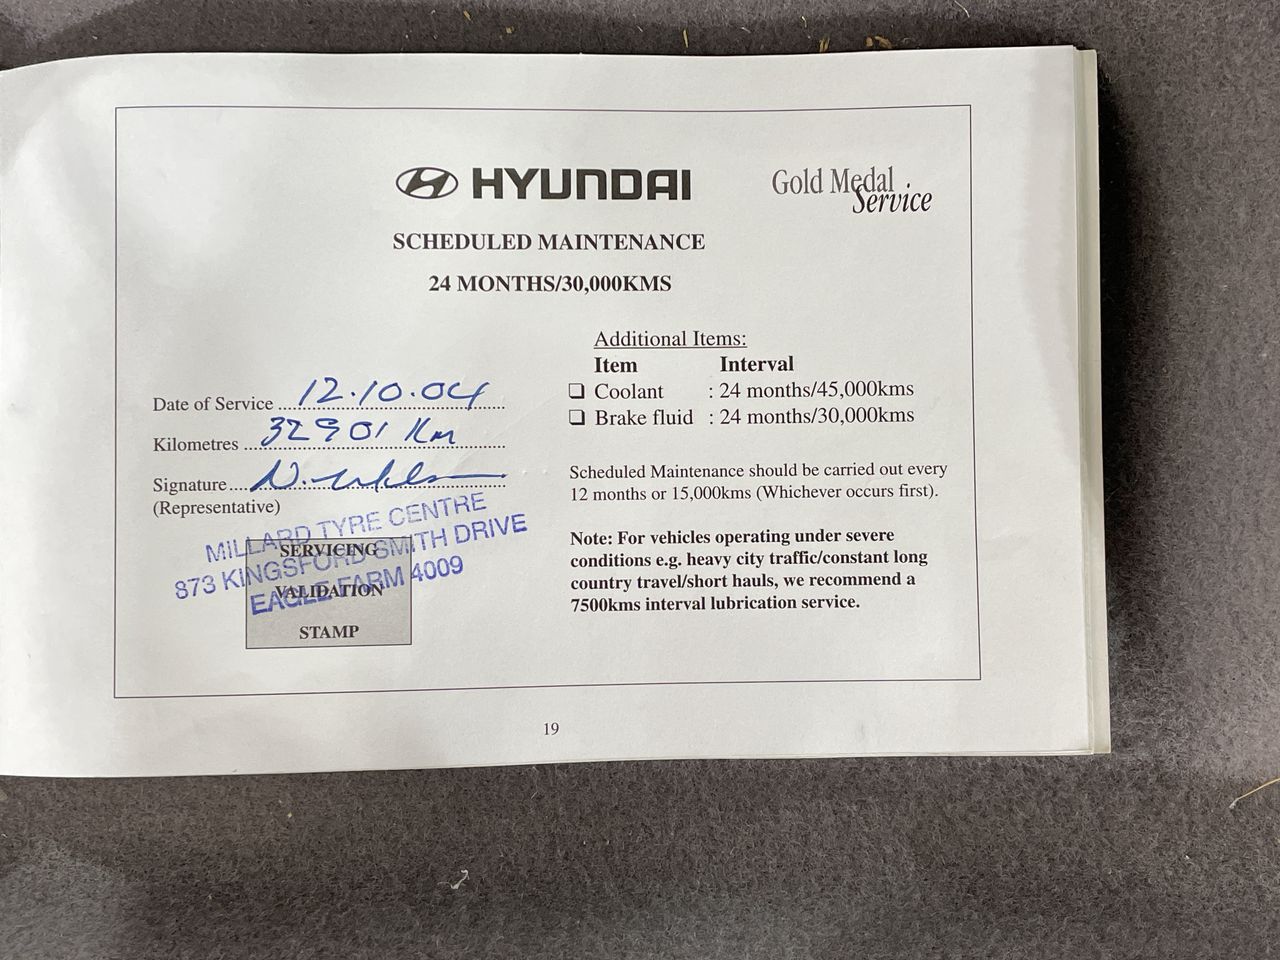 HYUNDAI
Gold Medal
Service
SCHEDULED MAINTENANCE
24 MONTHS/30,000KMS
Date of Service 12.10.04
Kilometres 32901 Km
Signature
(Representative)
MILLARD TYRE CENTRE
873 KINGSFORD SMITH DRIVE
EAGLE FARM 4009
SERVICING
VALIDATION
STAMP
Additional Items:
Item Interval
❏ Coolant : 24 months/45,000kms
❏ Brake fluid : 24 months/30,000kms
Scheduled Maintenance should be carried out every
12 months or 15,000kms (Whichever occurs first).
Note: For vehicles operating under severe
conditions e.g. heavy city traffic/constant long
country travel/short hauls, we recommend a
7500kms interval lubrication service.
19